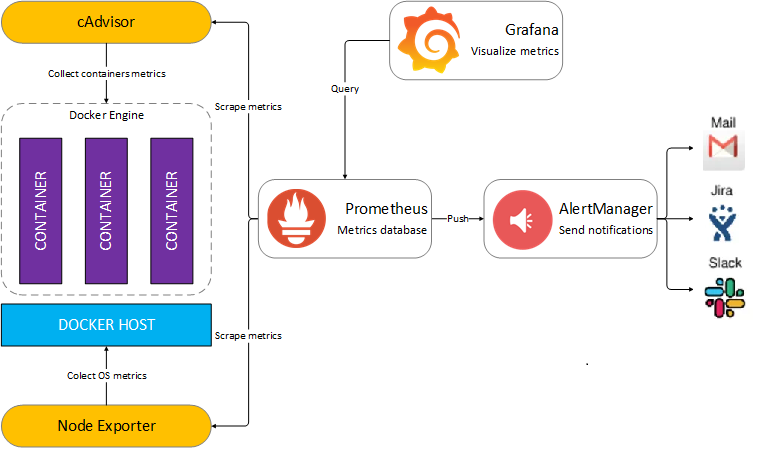 cAdvisor
Grafana
Visualize metrics
Collect containers metrics
Query
Scrape metrics
Docker Engine
CONTAINER
CONTAINER
CONTAINER
Mail
Jira
Slack
Prometheus
Metrics database
Push
AlertManager
Send notifications
DOCKER HOST
Scrape metrics
Colect OS metrics
Node Exporter